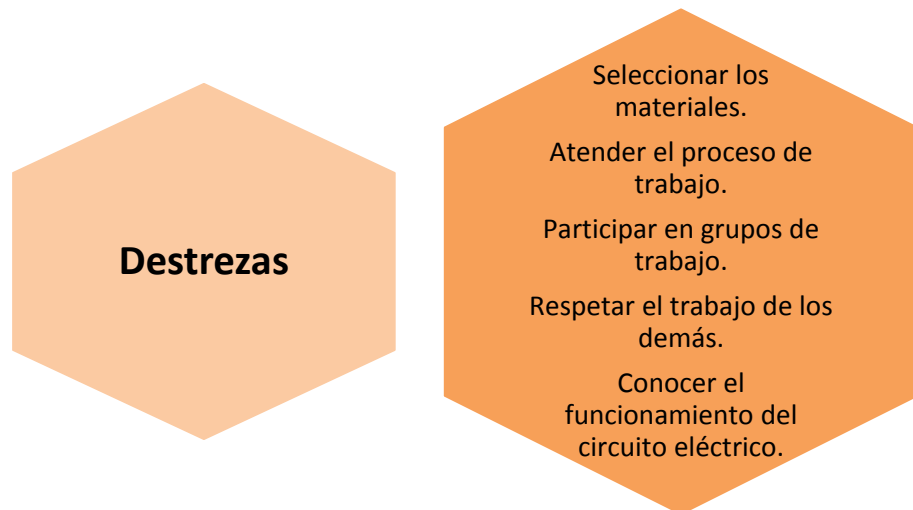 Destrezas
Seleccionar los
materiales.
Atender el proceso de
trabajo.
Participar en grupos de
trabajo.
Respetar el trabajo de los
demás.
Conocer el
funcionamiento del
circuito eléctrico.